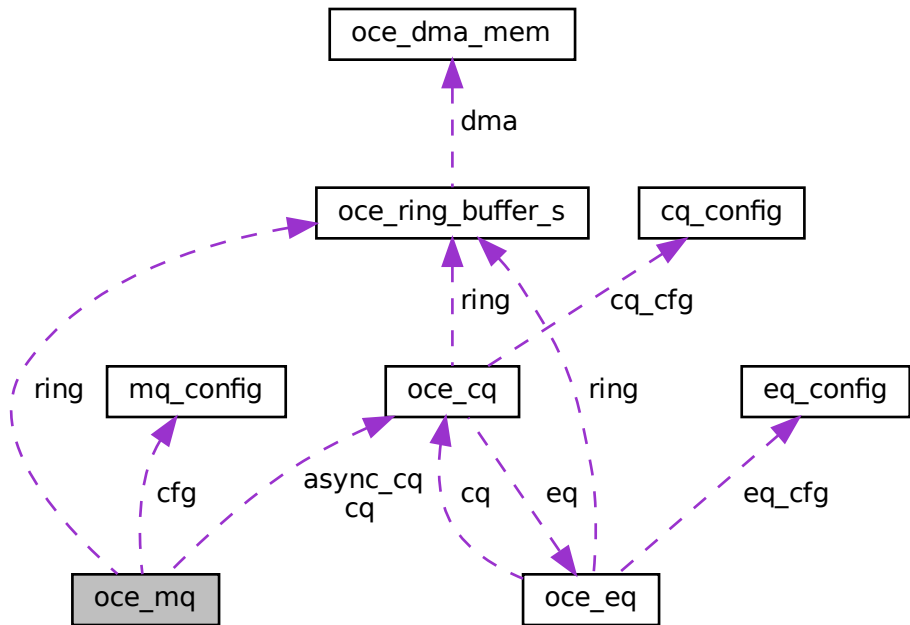 oce_dma_mem
dma
oce_ring_buffer_s
cq_config
ring
cq_cfg
ring
mq_config
oce_cq
ring
eq_config
cfg
async_cq
cq
cq
eq
eq_cfg
oce_mq
oce_eq